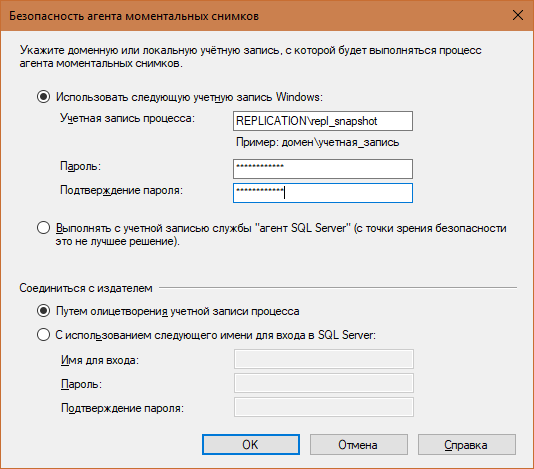 Безопасность агента моментальных снимков
Укажите доменную или локальную учётную запись, с которой будет выполняться процесс
агента моментальных снимков.
Использовать следующую учетную запись Windows:
Учетная запись процесса:
REPLICATION\repl_snapshot
Пример: домен\учетная_запись
Пароль:
************
Подтверждение пароля:
************
Выполнять с учетной записью службы "агент SQL Server" (с точки зрения безопасности
это не лучшее решение).
Соединиться с издателем
Путем олицетворения учетной записи процесса
С использованием следующего имени для входа в SQL Server:
Имя для входа:
Пароль:
Подтверждение пароля:
OK
Отмена
Справка